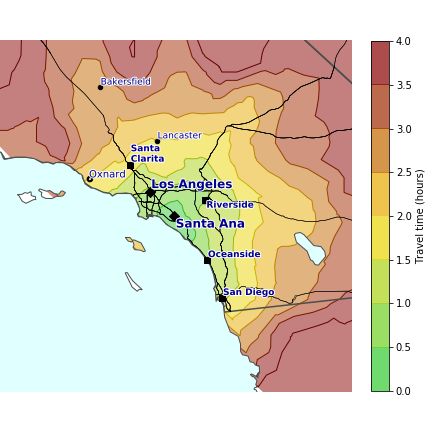 Bakersfield
Lancaster
Santa
Clarita
Oxnard
Los Angeles
Riverside
Santa Ana
Oceanside
San Diego
4.0
3.5
3.0
2.5
2.0
1.5
1.0
0.5
0.0
Travel time (hours)